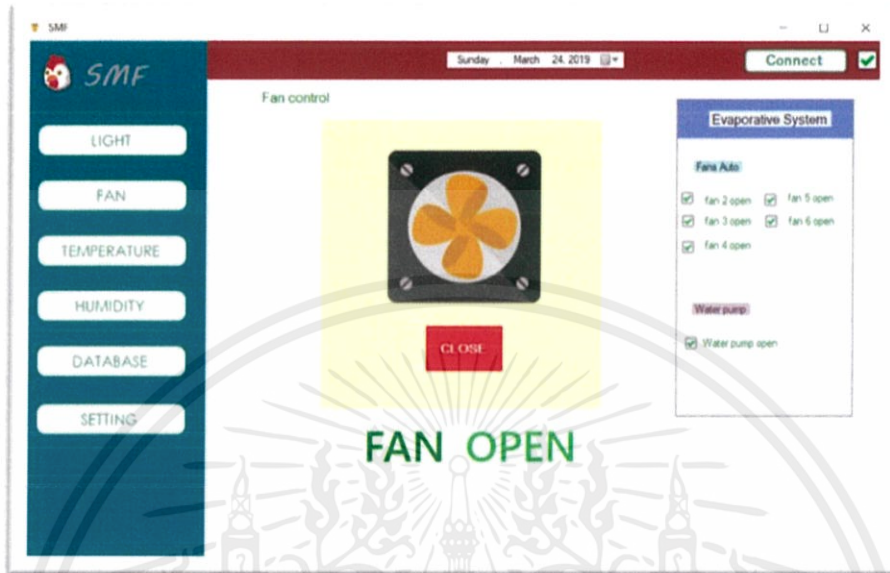 SMF
Sunday , March 24, 2019
Connect
SMF
LIGHT
FAN
TEMPERATURE
HUMIDITY
DATABASE
SETTING
Fan control
CLOSE
FAN OPEN
Evaporative System
Fans Auto
fan 2 open fan 5 open
fan 3 open fan 6 open
fan 4 open
Water pump
Water pump open